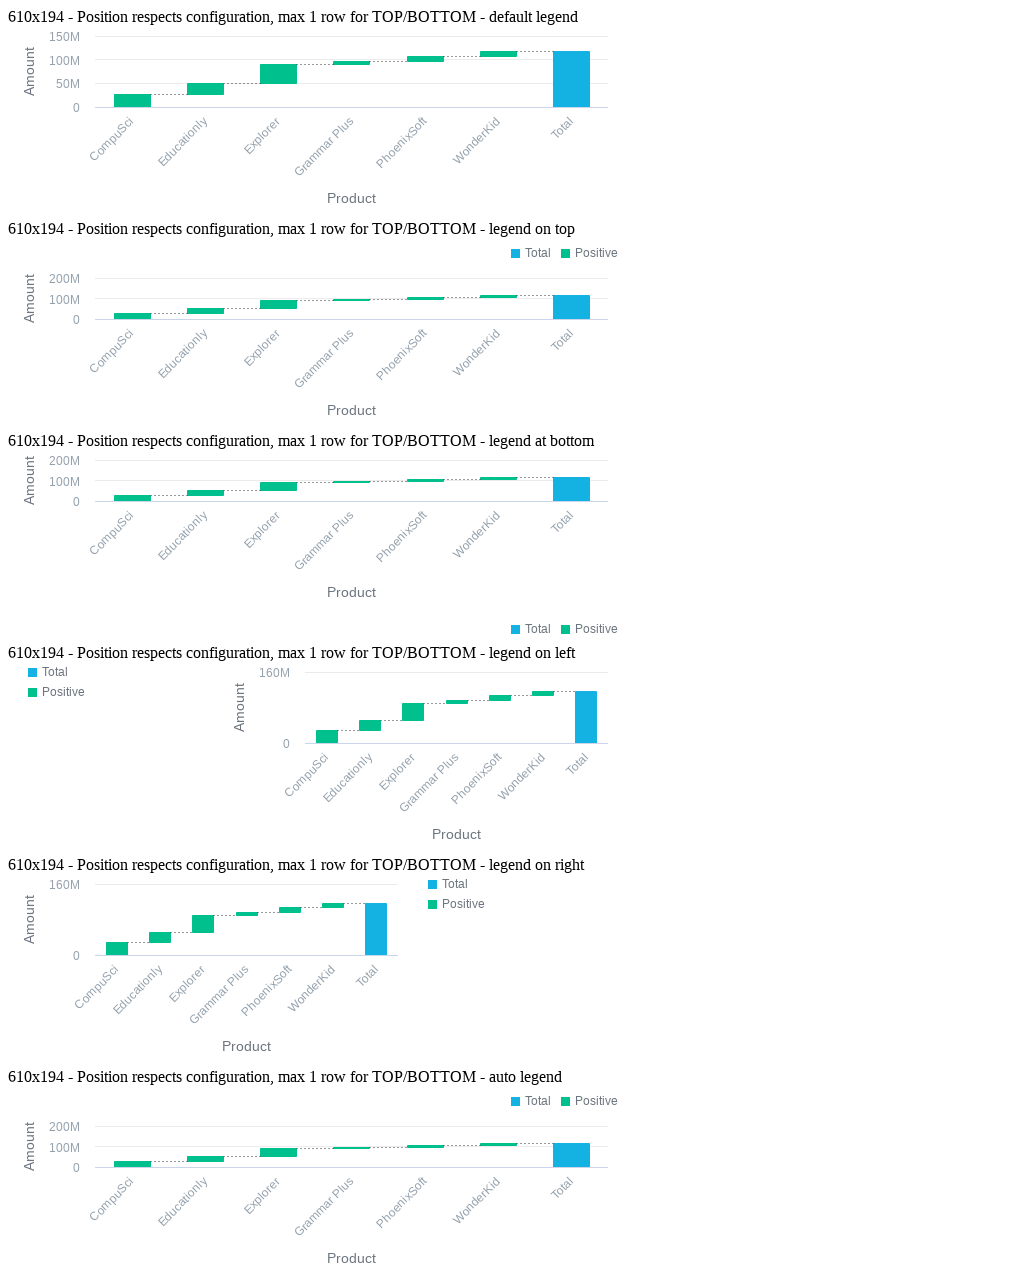 610x194 - Position respects configuration, max 1 row for TOP/BOTTOM - default legend
150M
100M
50M
0
Amount
CompuSci Educationly Explorer Grammar Plus PhoenixSoft WonderKid Total
Product
610x194 - Position respects configuration, max 1 row for TOP/BOTTOM - legend on top
Total Positive
200M
100M
0
Amount
CompuSci Educationly Explorer Grammar Plus PhoenixSoft WonderKid Total
Product
610x194 - Position respects configuration, max 1 row for TOP/BOTTOM - legend at bottom
200M
100M
0
Amount
CompuSci Educationly Explorer Grammar Plus PhoenixSoft WonderKid Total
Product
Total Positive
610x194 - Position respects configuration, max 1 row for TOP/BOTTOM - legend on left
Total
Positive
160M
0
Amount
CompuSci Educationly Explorer Grammar Plus PhoenixSoft WonderKid Total
Product
610x194 - Position respects configuration, max 1 row for TOP/BOTTOM - legend on right
160M
0
Amount
Total
Positive
CompuSci Educationly Explorer Grammar Plus PhoenixSoft WonderKid Total
Product
610x194 - Position respects configuration, max 1 row for TOP/BOTTOM - auto legend
Total Positive
200M
100M
0
Amount
CompuSci Educationly Explorer Grammar Plus PhoenixSoft WonderKid Total
Product